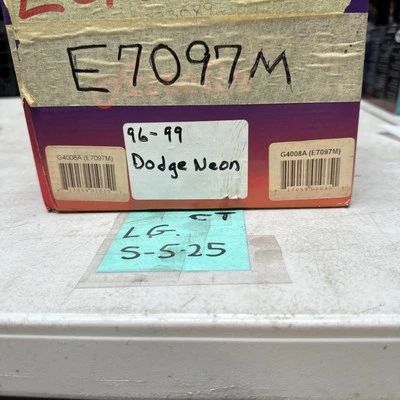 E7097M
96-99
Dodge Neon
G4008A (E7097M)
G4008A (E7097M)
CT
LG.
5-5-25